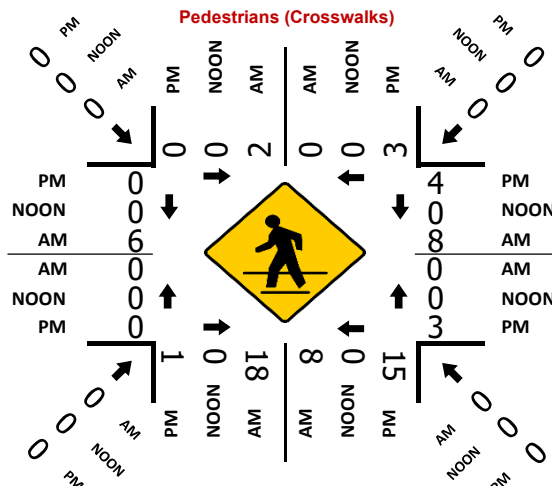 Pedestrians (Crosswalks)
0 PM
0 NOON
0 AM
PM NOON AM AM NOON PM
PM 0
NOON 0
AM 0
0 0 2 0 0 3
PM 0 4 PM
NOON 0 0 NOON
AM 6 8 AM
AM 0 0 AM
NOON 0 0 NOON
PM 0 3 PM
1 0 18 8 0 15
PM NOON AM AM NOON PM
0 AM
0 NOON
0 PM
AM 0
NOON 0
PM 0